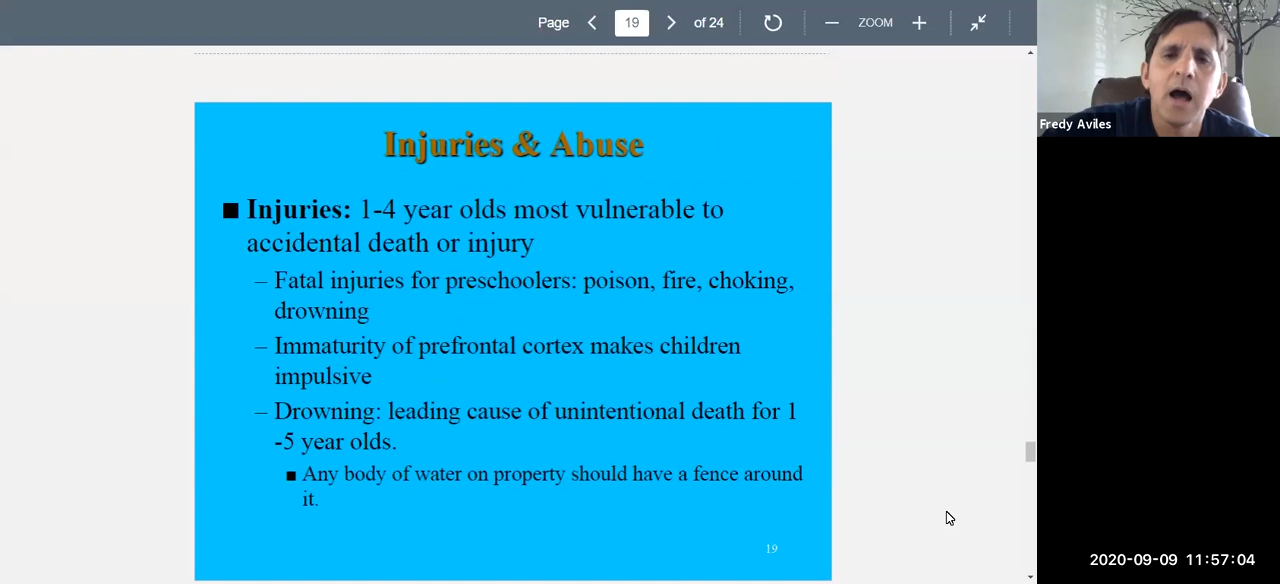 Page 19 of 24 ZOOM
Fredy Aviles
Injuries & Abuse
■ Injuries: 1-4 year olds most vulnerable to
accidental death or injury
– Fatal injuries for preschoolers: poison, fire, choking,
drowning
– Immaturity of prefrontal cortex makes children
impulsive
– Drowning: leading cause of unintentional death for 1
-5 year olds.
■ Any body of water on property should have a fence around
it.
19
2020-09-09 11:57:04